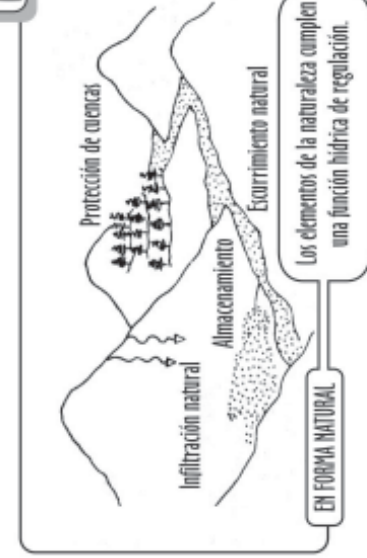 Protección de cuencas
Infiltración natural
Almacenamiento
Escurrimiento natural
EN FORMA NATURAL
Los elementos de la naturaleza cumplen
una función hídrica de regulación.